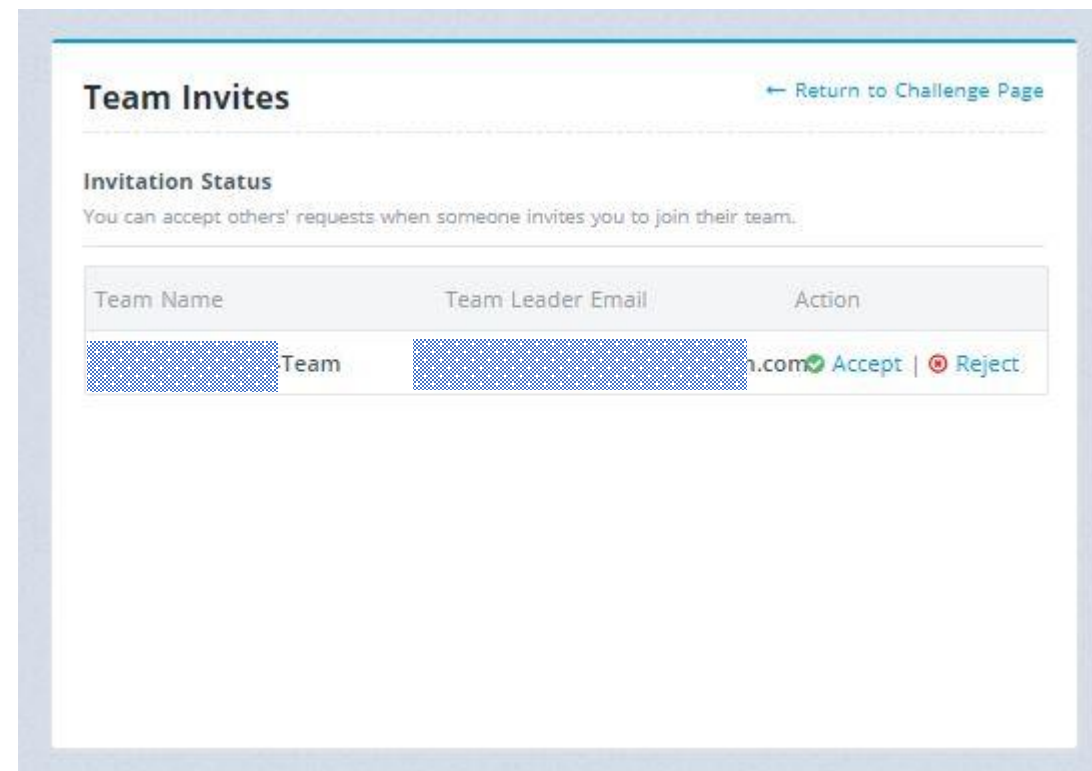 Team Invites
← Return to Challenge Page
Invitation Status
You can accept others' requests when someone invites you to join their team.
Team Name Team Leader Email Action
Team .com Accept | Reject